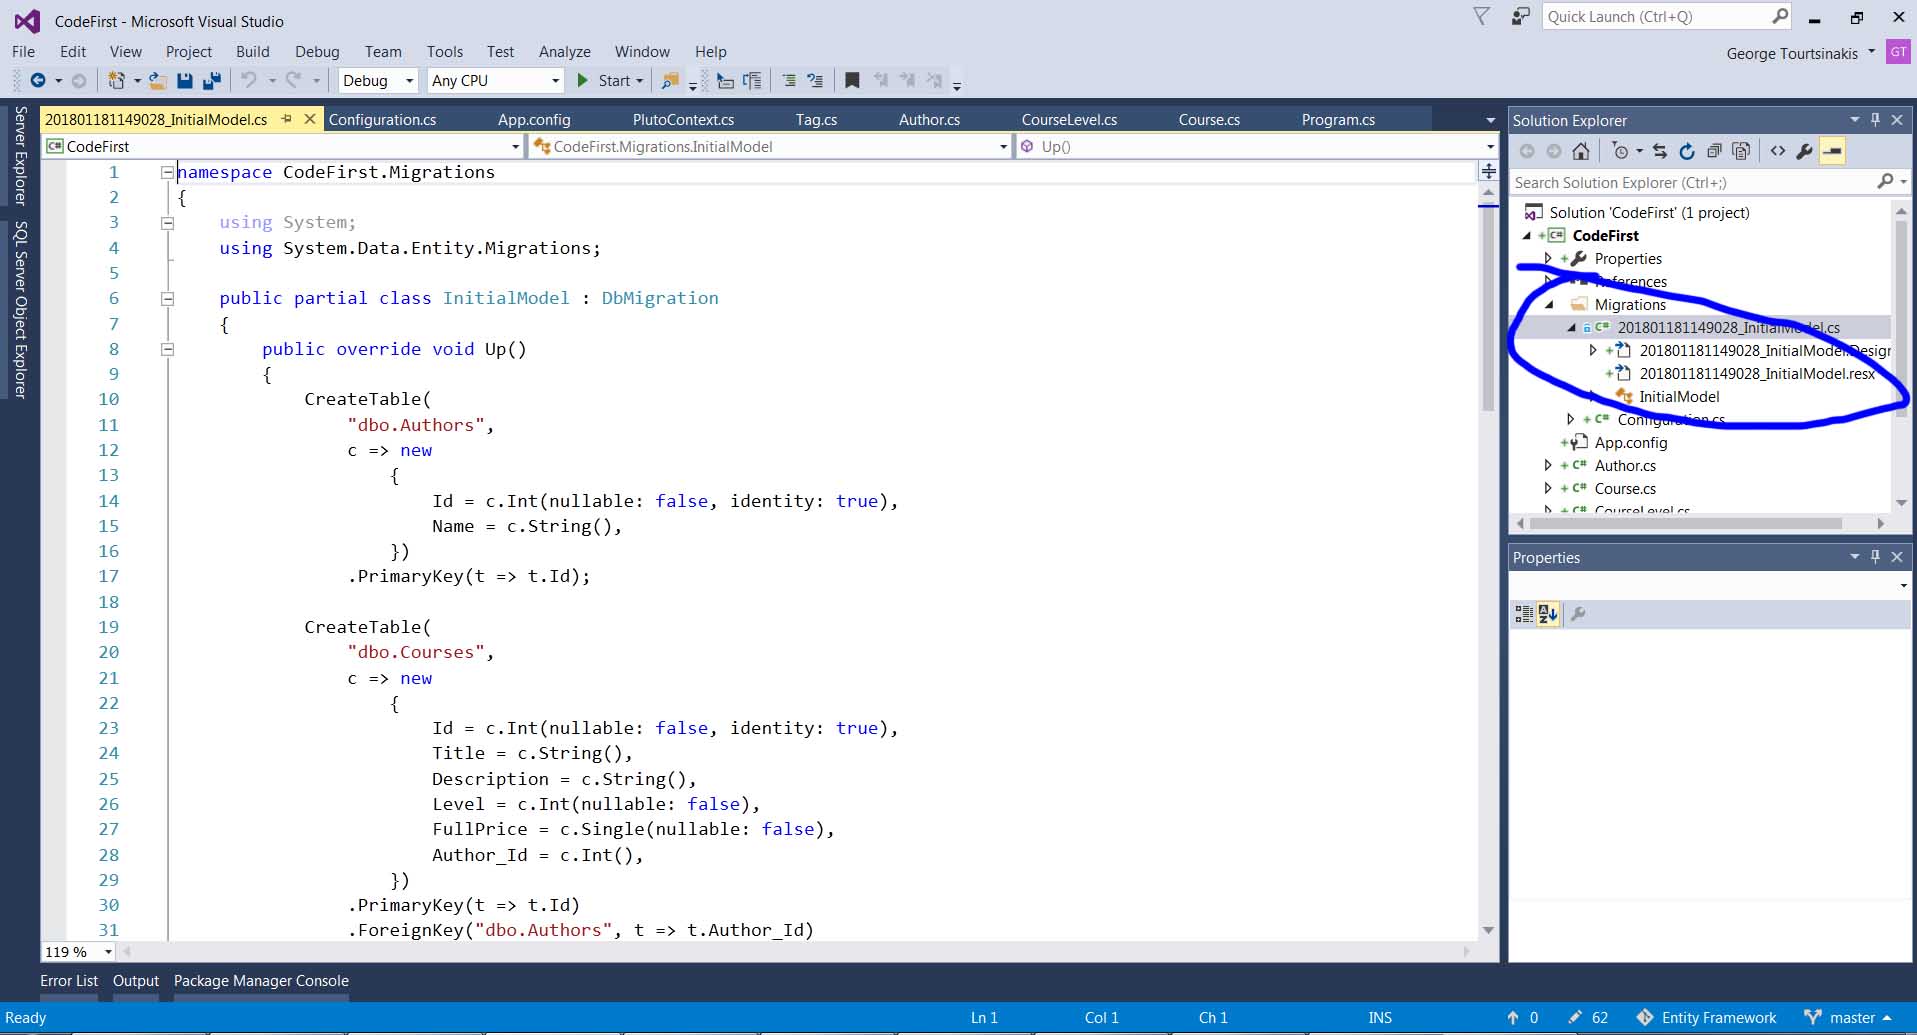 CodeFirst - Microsoft Visual Studio
Quick Launch (Ctrl+Q)
File Edit View Project Build Debug Team Tools Test Analyze Window Help
George Tourtsinakis GT
Debug Any CPU Start
Server Explorer
SQL Server Object Explorer
201801181149028_InitialModel.cs Configuration.cs App.config PlutoContext.cs Tag.cs Author.cs CourseLevel.cs Course.cs Program.cs
CodeFirst CodeFirst.Migrations.InitialModel Up()
1 namespace CodeFirst.Migrations
2 {
3 using System;
4 using System.Data.Entity.Migrations;
5
6 public partial class InitialModel : DbMigration
7 {
8 public override void Up()
9 {
10 CreateTable(
11 "dbo.Authors",
12 c => new
13 {
14 Id = c.Int(nullable: false, identity: true),
15 Name = c.String(),
16 })
17 .PrimaryKey(t => t.Id);
18
19 CreateTable(
20 "dbo.Courses",
21 c => new
22 {
23 Id = c.Int(nullable: false, identity: true),
24 Title = c.String(),
25 Description = c.String(),
26 Level = c.Int(nullable: false),
27 FullPrice = c.Single(nullable: false),
28 Author_Id = c.Int(),
29 })
30 .PrimaryKey(t => t.Id)
31 .ForeignKey("dbo.Authors", t => t.Author_Id)
119 %
Solution Explorer
Search Solution Explorer (Ctrl+;)
Solution 'CodeFirst' (1 project)
C# CodeFirst
Properties
References
Migrations
C# 201801181149028_InitialModel.cs
201801181149028_InitialModel.Design
201801181149028_InitialModel.resx
InitialModel
C# Configuration.cs
App.config
C# Author.cs
C# Course.cs
C# CourseLevel.cs
Properties
Error List Output Package Manager Console
Ready Ln 1 Col 1 Ch 1 INS 0 62 Entity Framework master